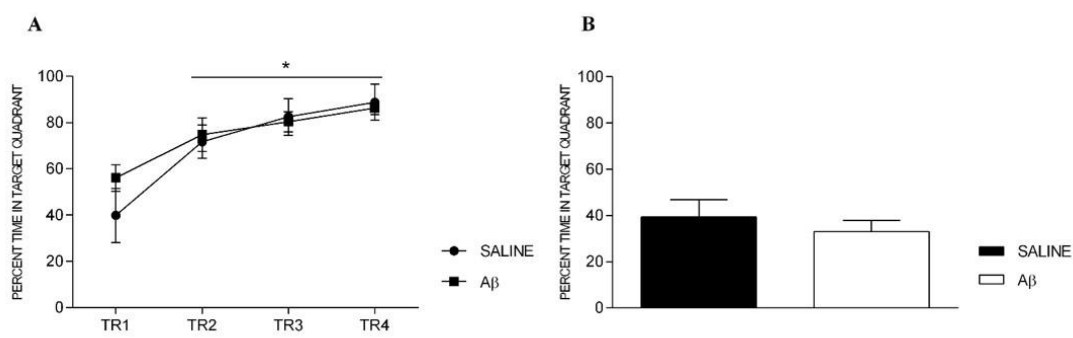 A
PERCENT TIME IN TARGET QUADRANT
100
80
60
40
20
0
*
TR1 TR2 TR3 TR4
SALINE
Aβ
B
PERCENT TIME IN TARGET QUADRANT
100
80
60
40
20
0
SALINE
Aβ